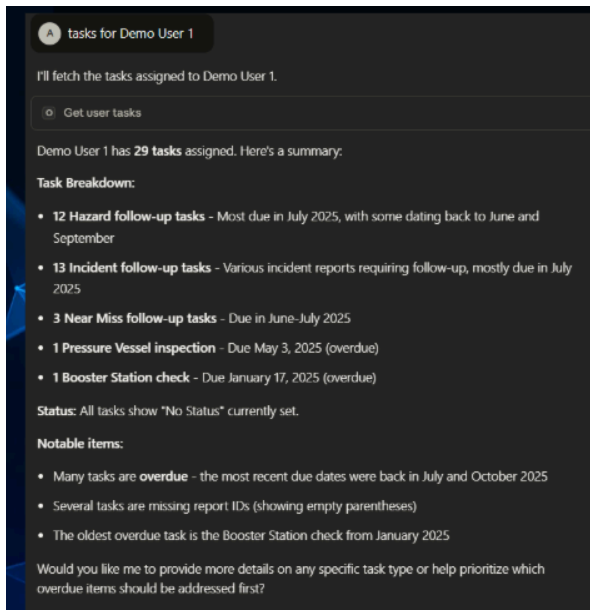 A tasks for Demo User 1
I'll fetch the tasks assigned to Demo User 1.
Get user tasks
Demo User 1 has 29 tasks assigned. Here's a summary:
Task Breakdown:
• 12 Hazard follow-up tasks - Most due in July 2025, with some dating back to June and
September
• 13 Incident follow-up tasks - Various incident reports requiring follow-up, mostly due in July
2025
• 3 Near Miss follow-up tasks - Due in June-July 2025
• 1 Pressure Vessel inspection - Due May 3, 2025 (overdue)
• 1 Booster Station check - Due January 17, 2025 (overdue)
Status: All tasks show "No Status" currently set.
Notable items:
• Many tasks are overdue - the most recent due dates were back in July and October 2025
• Several tasks are missing report IDs (showing empty parentheses)
• The oldest overdue task is the Booster Station check from January 2025
Would you like me to provide more details on any specific task type or help prioritize which
overdue items should be addressed first?